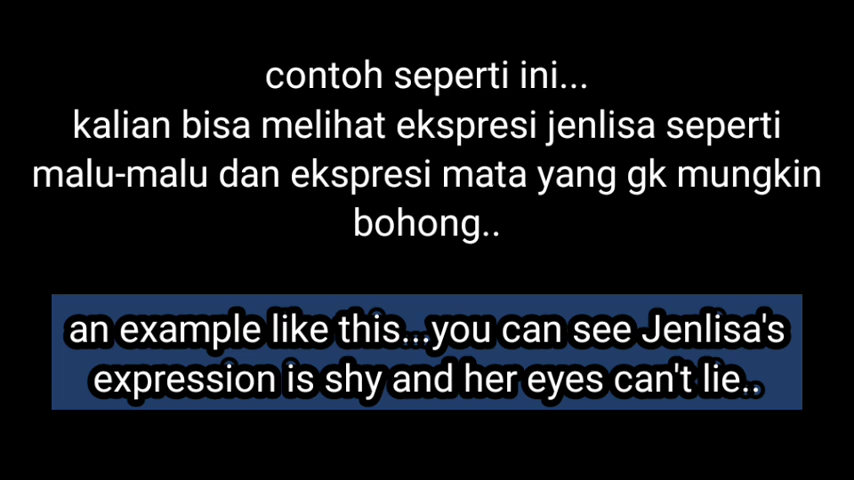 contoh seperti ini...
kalian bisa melihat ekspresi jenlisa seperti
malu-malu dan ekspresi mata yang gk mungkin
bohong..
an example like this...you can see Jenlisa's
expression is shy and her eyes can't lie..